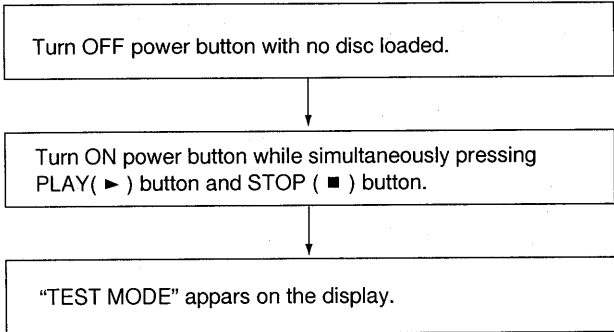 Turn OFF power button with no disc loaded.
Turn ON power button while simultaneously pressing
PLAY( ► ) button and STOP ( ■ ) button.
“TEST MODE” appars on the display.